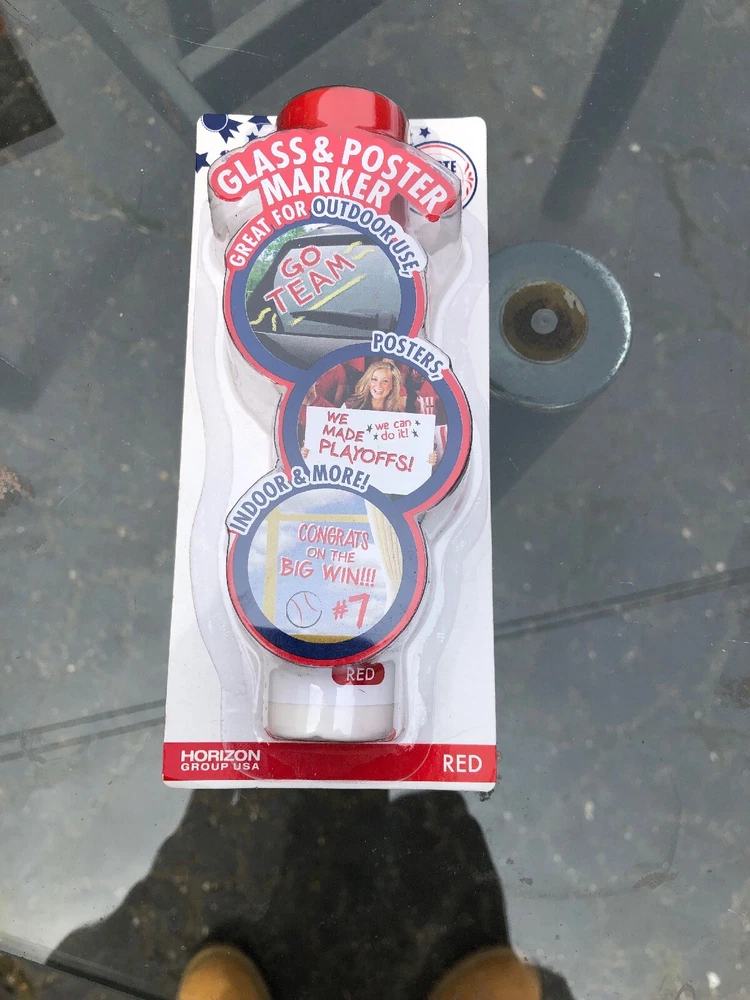 GLASS & POSTER
MARKER
GREAT FOR OUTDOOR USE,
GO
TEAM
POSTERS,
WE
MADE
PLAYOFFS!
we can
do it!
INDOOR & MORE!
CONGRATS
ON THE
BIG WIN!!!
#7
RED
HORIZON
GROUP USA
RED